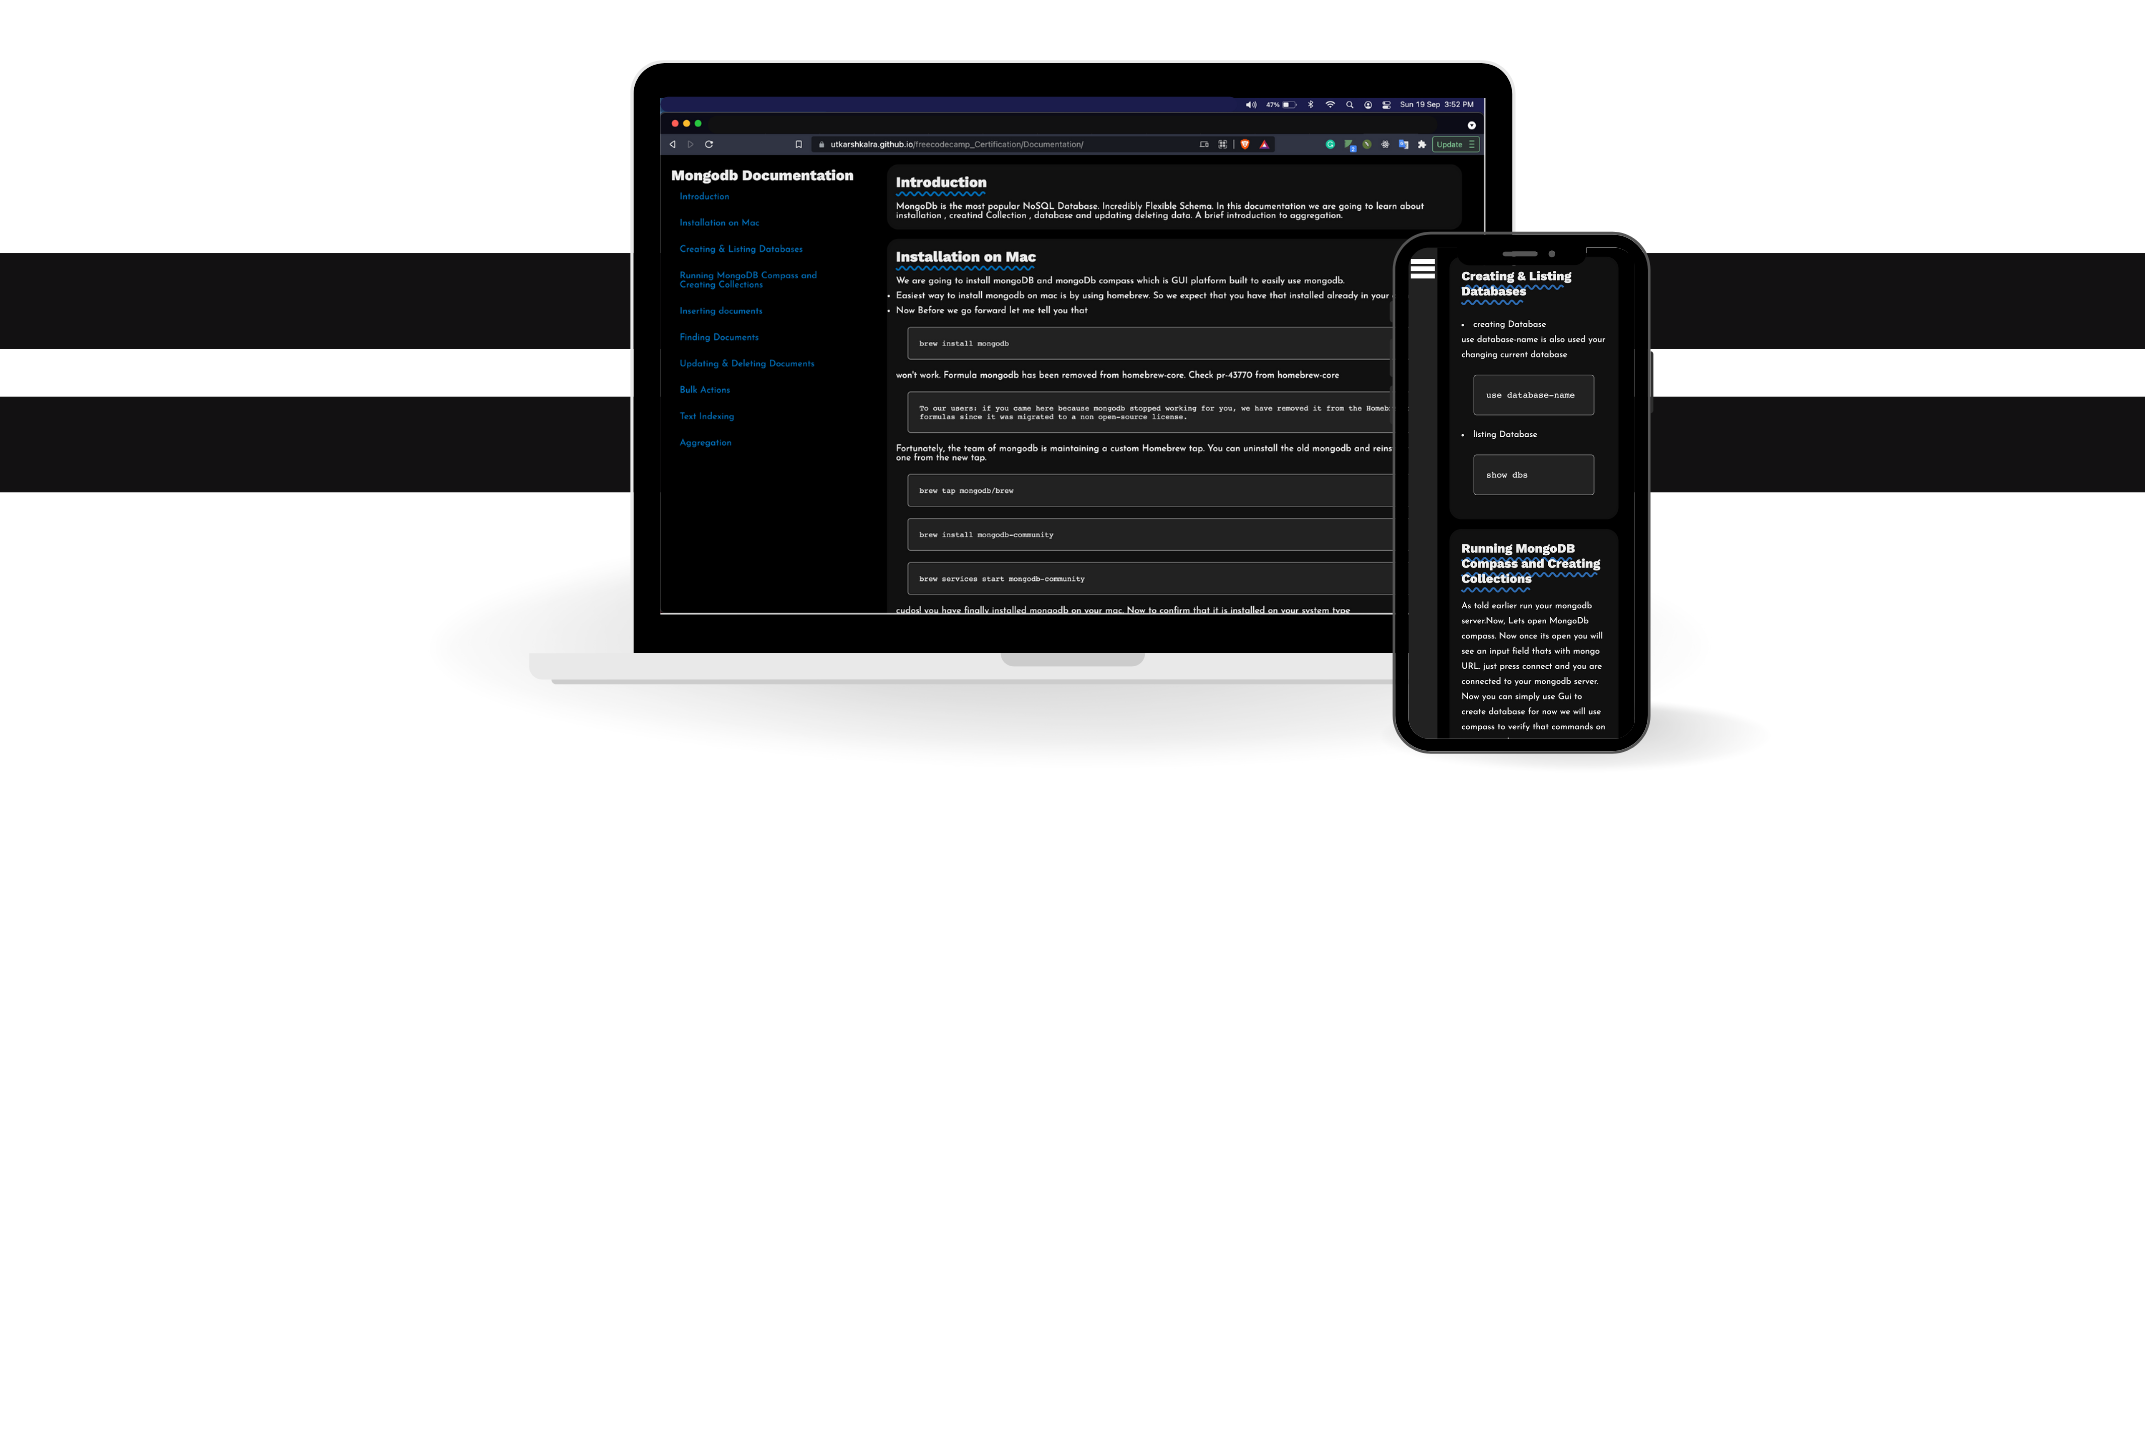 47%
Sun 19 Sep 3:52 PM
utkarshkalra.github.io/freecodecamp_Certification/Documentation/
Update
Mongodb Documentation
Introduction
Installation on Mac
Creating & Listing Databases
Running MongoDB Compass and
Creating Collections
Inserting documents
Finding Documents
Updating & Deleting Documents
Bulk Actions
Text Indexing
Aggregation
Introduction
MongoDb is the most popular NoSQL Database. Incredibly Flexible Schema. In this documentation we are going to learn about
installation , creatind Collection , database and updating deleting data. A brief introduction to aggregation.
Installation on Mac
We are going to install mongoDB and mongoDb compass which is GUI platform built to easily use mongodb.
• Easiest way to install mongodb on mac is by using homebrew. So we expect that you have that installed already in your
• Now Before we go forward let me tell you that
brew install mongodb
won't work. Formula mongodb has been removed from homebrew-core. Check pr-43770 from homebrew-core
To our users: if you came here because mongodb stopped working for you, we have removed it from the Homeb
formulas since it was migrated to a non open-source license.
Fortunately, the team of mongodb is maintaining a custom Homebrew tap. You can uninstall the old mongodb and reins
one from the new tap.
brew tap mongodb/brew
brew install mongodb-community
brew services start mongodb-community
cudos! you have finally installed mongodb on your mac. Now to confirm that it is installed on your system type
Creating & Listing
Databases
• creating Database
use database-name is also used your
changing current database
use database-name
• listing Database
show dbs
Running MongoDB
Compass and Creating
Collections
As told earlier run your mongodb
server.Now, Lets open MongoDb
compass. Now once its open you will
see an input field thats with mongo
URL. just press connect and you are
connected to your mongodb server.
Now you can simply use Gui to
create database for now we will use
compass to verify that commands on